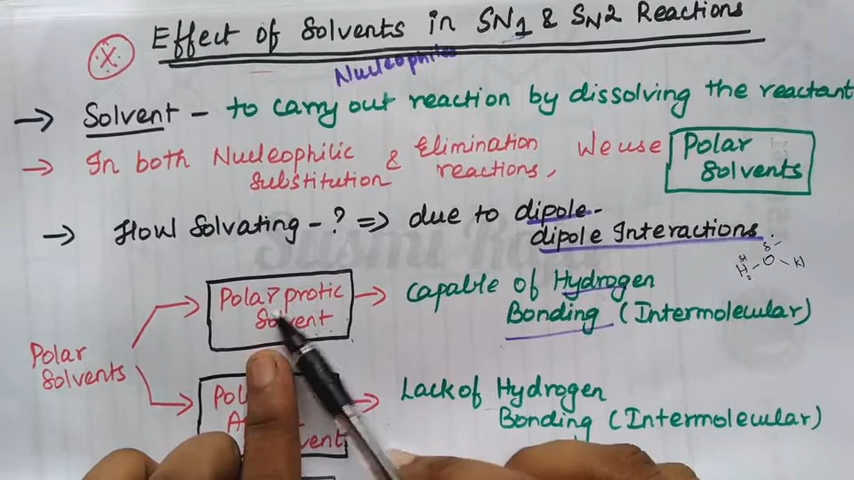 Effect of Solvents in SN1 & SN2 Reactions
Nucleophilic
→ Solvent - to carry out reaction by dissolving the reactant
→ In both Nucleophilic Substitution & Elimination reactions, We use Polar Solvents
→ How Solvating - ? ⇒ due to dipole-
dipole Interactions.
δ-
δ+
H - O - H
Polar protic
Solvent → Capable of Hydrogen
Bonding (Intermolecular)
Polar
Solvents
→ Lack of Hydrogen
Bonding (Intermolecular)